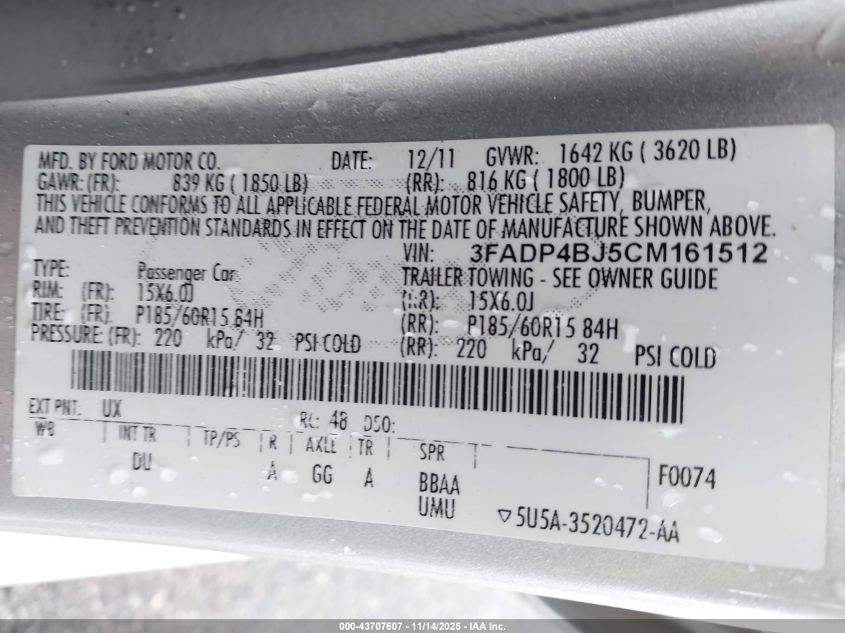 MFD. BY FORD MOTOR CO. DATE: 12/11 GVWR: 1642 KG ( 3620 LB)
GAWR: (FR): 839 KG ( 1850 LB) (RR): 816 KG ( 1800 LB)
THIS VEHICLE CONFORMS TO ALL APPLICABLE FEDERAL MOTOR VEHICLE SAFETY, BUMPER,
AND THEFT PREVENTION STANDARDS IN EFFECT ON THE DATE OF MANUFACTURE SHOWN ABOVE.
VIN: 3FADP4BJ5CM161512
TYPE: Passenger Car TRAILER TOWING - SEE OWNER GUIDE
RIM: (FR): 15X6.0J (RR): 15X6.0J
TIRE: (FR): P185/60R15 84H (RR): P185/60R15 84H
PRESSURE: (FR): 220 kPa/ 32 PSI COLD (RR): 220 kPa/ 32 PSI COLD
EXT PNT: UX RC: 48 DSO:
WB INT TR TP/PS R AXLE TR SPR
DU A GG A BBAA F0074
UMU ▽5U5A-3520472-AA
000-43707607 - 11/14/2025 - IAA Inc.